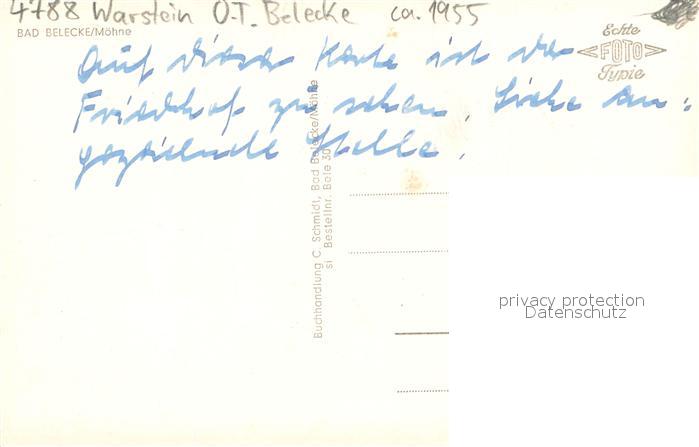 4788 Warstein O.T. Belecke ca. 1955
BAD BELECKE/Möhne
Echte
FOTO
Typie
Auf dieser Karte ist der
Friedhof zu sehen. Siehe an-
gezeichnete Stelle.
Buchhandlung C. Schmidt, Bad Belecke/Möhne
si Bestellnr. Bele 30
privacy protection
Datenschutz